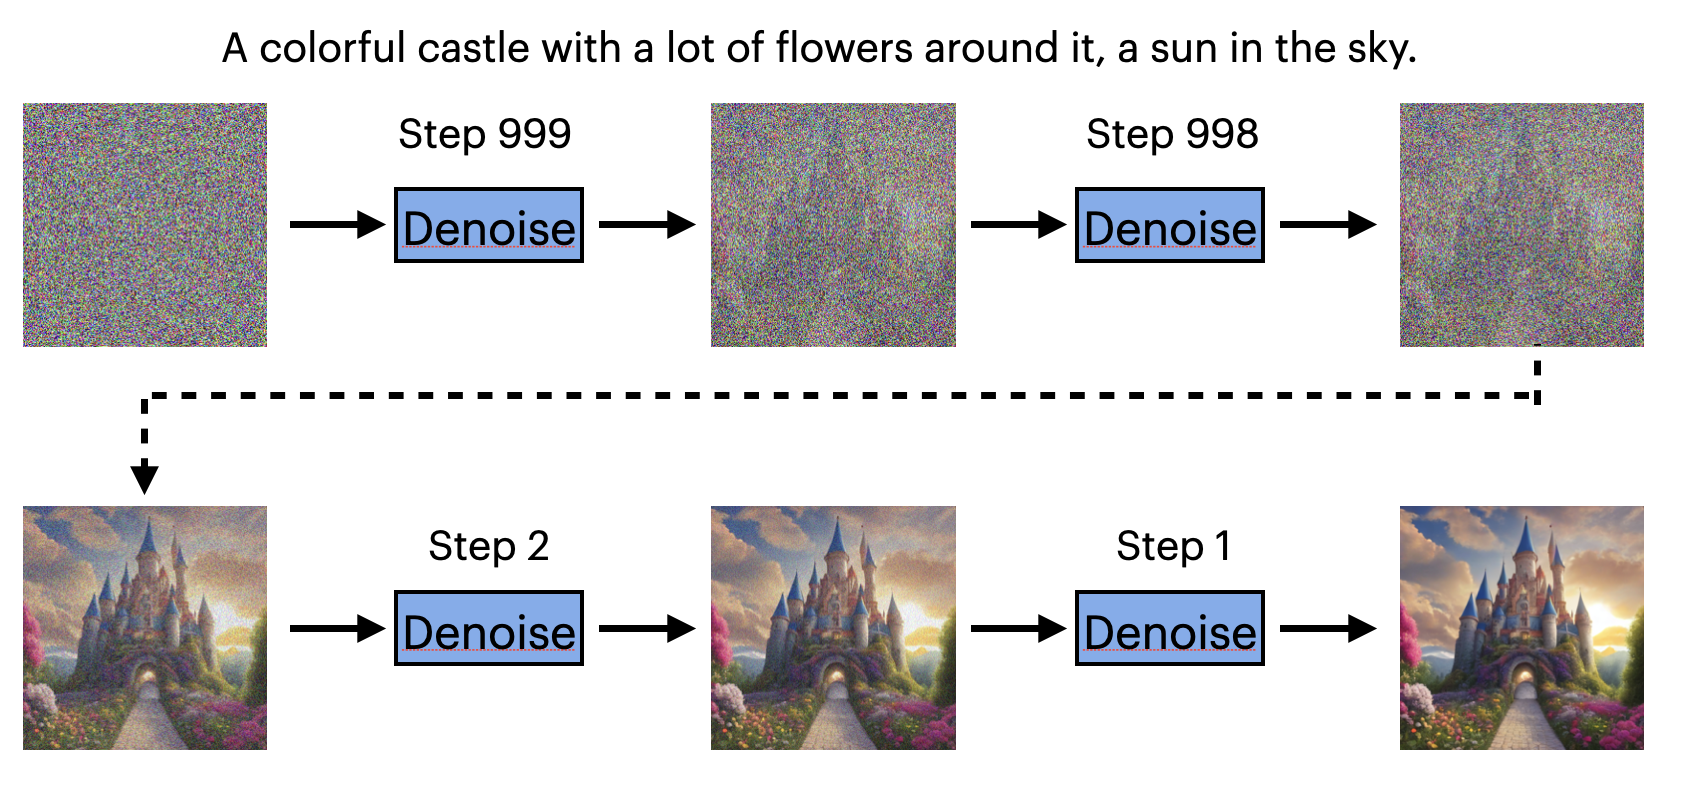 A colorful castle with a lot of flowers around it, a sun in the sky.
Step 999
Step 998
Denoise
Denoise
Step 2
Step 1
Denoise
Denoise